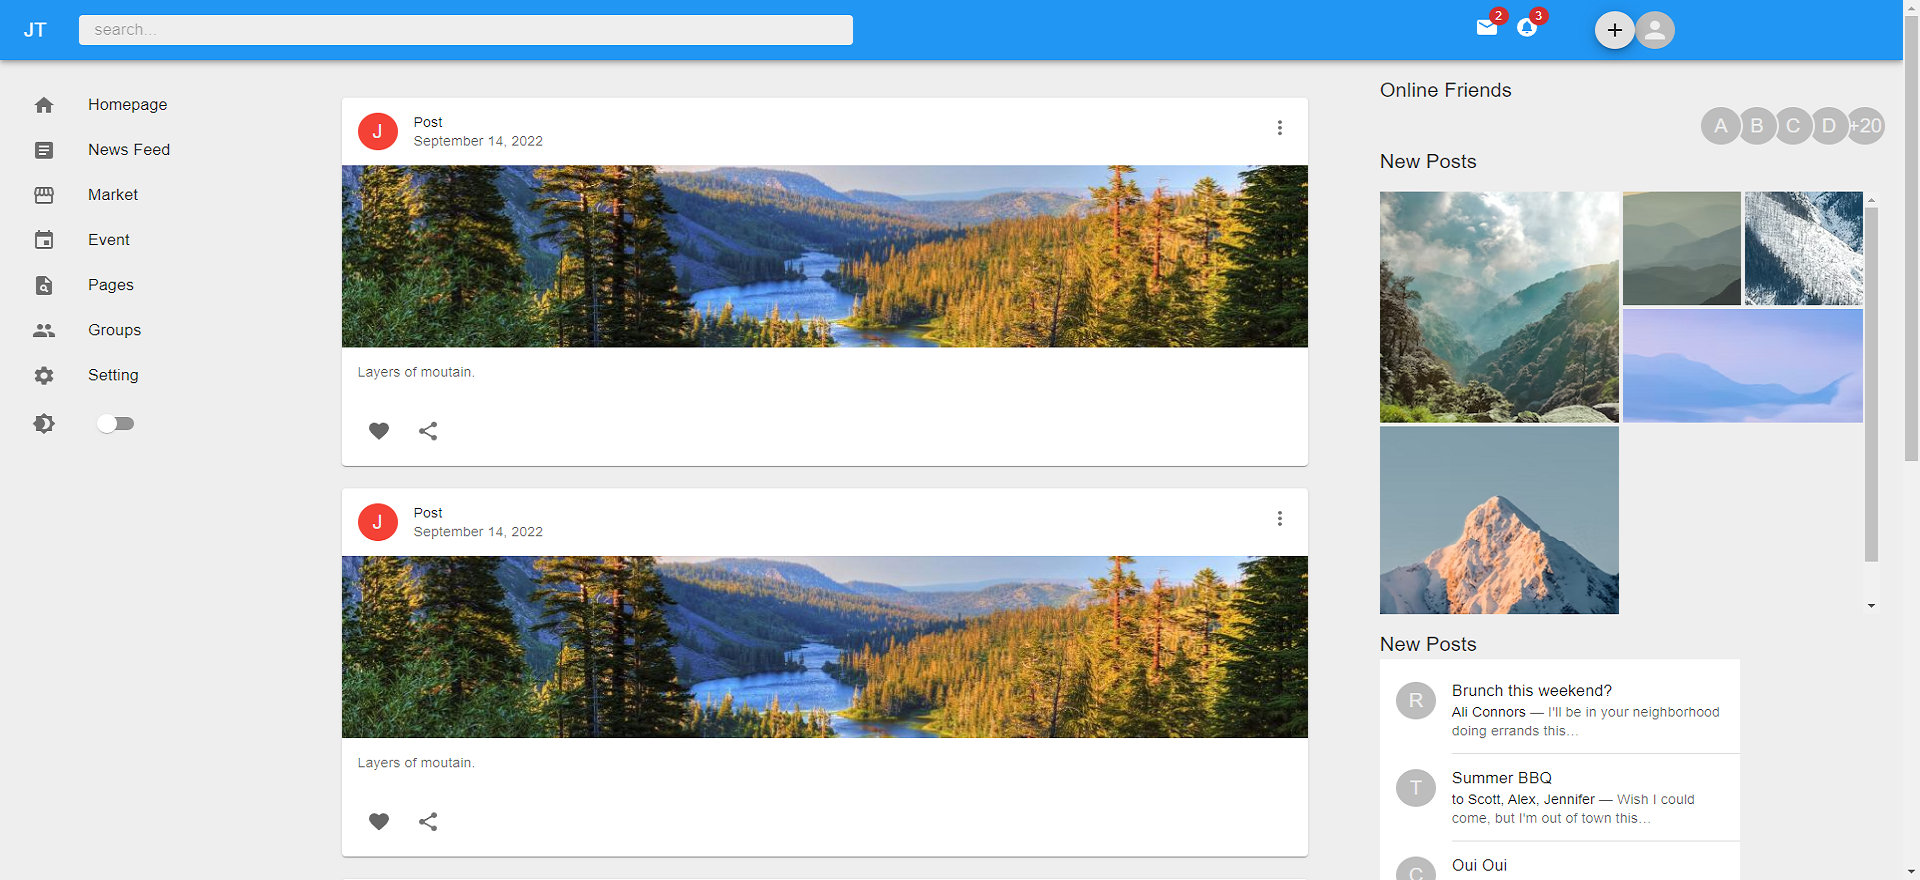 JT
search...
2
3
Homepage
News Feed
Market
Event
Pages
Groups
Setting
J
Post
September 14, 2022
Layers of moutain.
J
Post
September 14, 2022
Layers of moutain.
Online Friends
A B C D +20
New Posts
New Posts
R
Brunch this weekend?
Ali Connors — I'll be in your neighborhood
doing errands this…
T
Summer BBQ
to Scott, Alex, Jennifer — Wish I could
come, but I'm out of town this…
C
Oui Oui